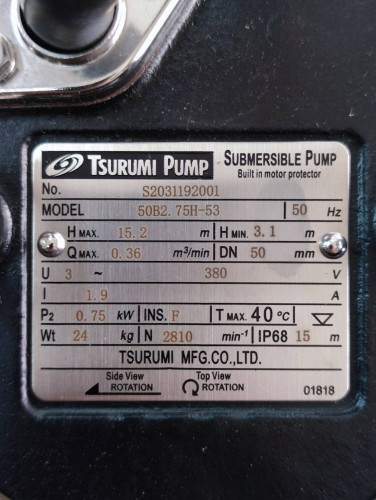 TSURUMI PUMP SUBMERSIBLE PUMP
Built in motor protector
No. S2031192001
MODEL 50B2.75H-53 50 Hz
H MAX. 15.2 m H MIN. 3.1 m
Q MAX. 0.36 m³/min DN 50 mm
U 3 ~ 380 V
I 1.9 A
P2 0.75 kW INS. F T MAX. 40 °C
Wt 24 kg N 2810 min⁻¹ IP68 15 m
TSURUMI MFG.CO.,LTD.
Side View ROTATION Top View ROTATION 01818